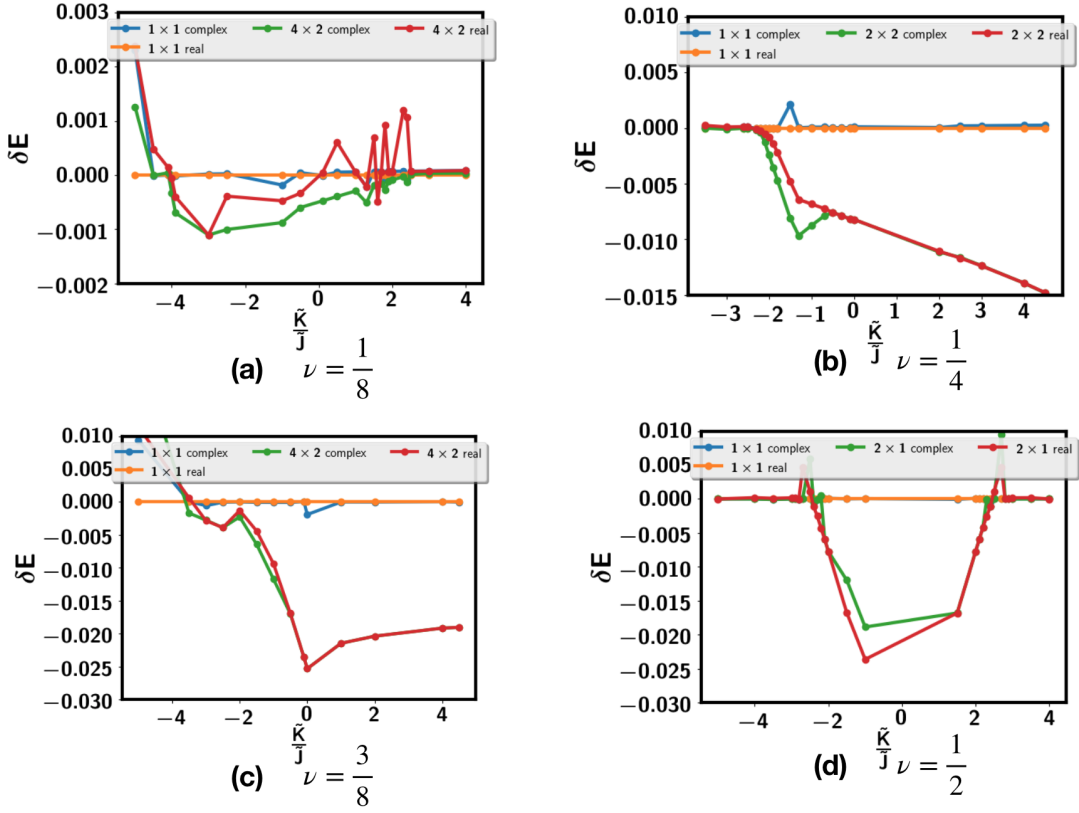 0.003
0.002
0.001
0.000
−0.001
−0.002
δE
1 × 1 complex 4 × 2 complex 4 × 2 real
1 × 1 real
−4 −2 0 2 4
K̃
J̃
(a) ν = 1/8
0.010
0.005
0.000
−0.005
−0.010
−0.015
δE
1 × 1 complex 2 × 2 complex 2 × 2 real
1 × 1 real
−3 −2 −1 0 1 2 3 4
K̃
J̃
(b) ν = 1/4
0.010
0.005
0.000
−0.005
−0.010
−0.015
−0.020
−0.025
−0.030
δE
1 × 1 complex 4 × 2 complex 4 × 2 real
1 × 1 real
−4 −2 0 2 4
K̃
J̃
(c) ν = 3/8
0.010
0.005
0.000
−0.005
−0.010
−0.015
−0.020
−0.025
−0.030
δE
1 × 1 complex 2 × 1 complex 2 × 1 real
1 × 1 real
−4 −2 0 2 4
K̃
J̃
(d) ν = 1/2